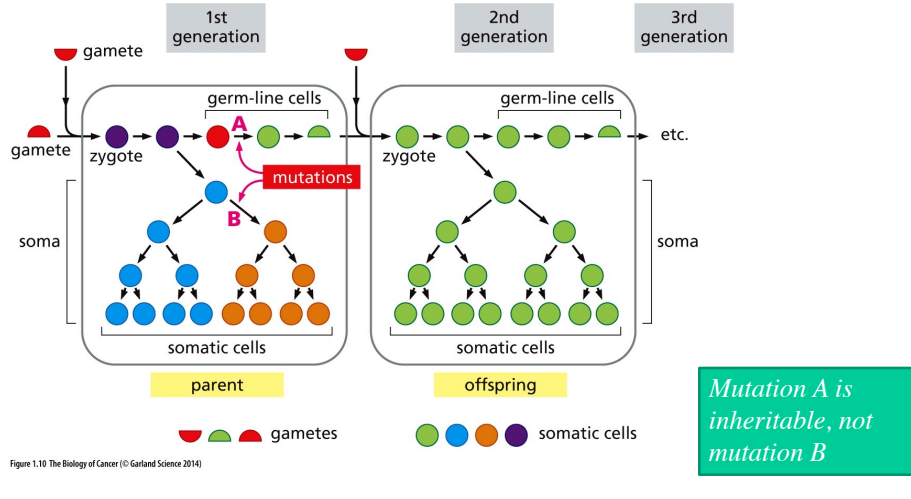 1st
generation
2nd
generation
3rd
generation
gamete
germ-line cells
germ-line cells
A
gamete
zygote
zygote
etc.
mutations
B
soma
soma
somatic cells
somatic cells
parent
offspring
gametes
somatic cells
Mutation A is
inheritable, not
mutation B
Figure 1.10 The Biology of Cancer (© Garland Science 2014)